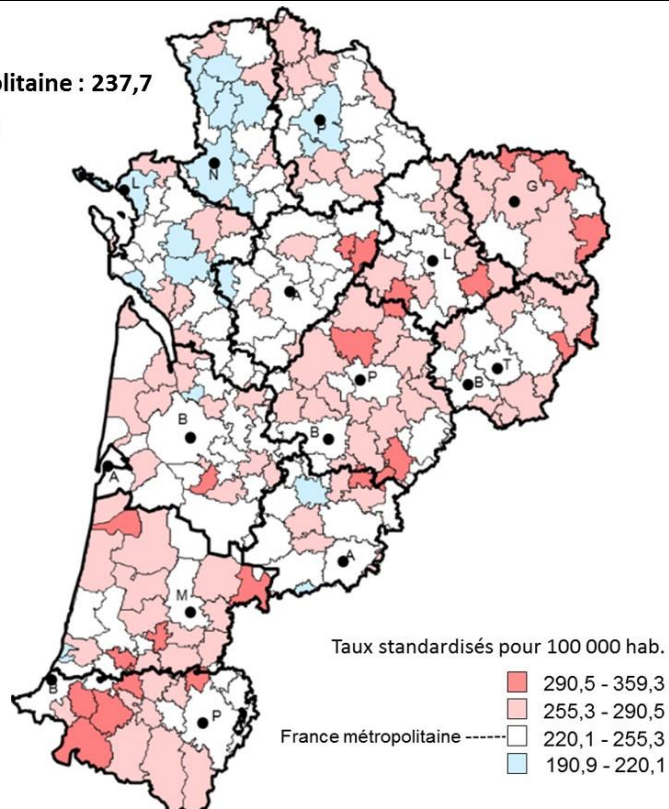 olitaine : 237,7
P
N
L
G
L
A
P
T
B
B
B
A
A
M
B
P
Taux standardisés pour 100 000 hab.
290,5 - 359,3
255,3 - 290,5
France métropolitaine
220,1 - 255,3
190,9 - 220,1